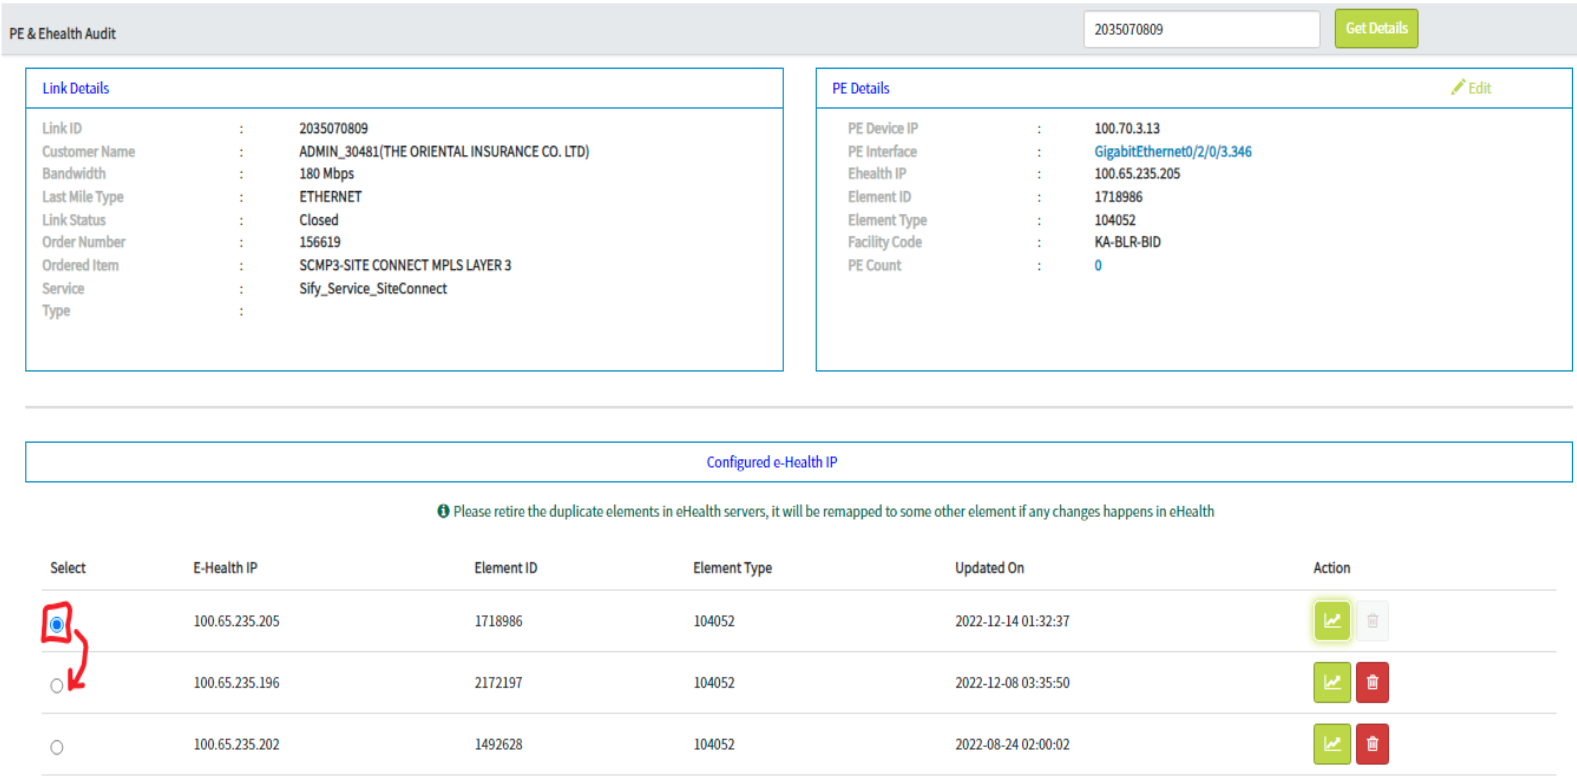 PE & Ehealth Audit
2035070809
Get Details
Link Details
Link ID : 2035070809
Customer Name : ADMIN_30481(THE ORIENTAL INSURANCE CO. LTD)
Bandwidth : 180 Mbps
Last Mile Type : ETHERNET
Link Status : Closed
Order Number : 156619
Ordered Item : SCMP3-SITE CONNECT MPLS LAYER 3
Service : Sify_Service_SiteConnect
Type :
PE Details
Edit
PE Device IP : 100.70.3.13
PE Interface : GigabitEthernet0/2/0/3.346
Ehealth IP : 100.65.235.205
Element ID : 1718986
Element Type : 104052
Facility Code : KA-BLR-BID
PE Count : 0
Configured e-Health IP
Please retire the duplicate elements in eHealth servers, it will be remapped to some other element if any changes happens in eHealth
Select E-Health IP Element ID Element Type Updated On Action
100.65.235.205 1718986 104052 2022-12-14 01:32:37
100.65.235.196 2172197 104052 2022-12-08 03:35:50
100.65.235.202 1492628 104052 2022-08-24 02:00:02